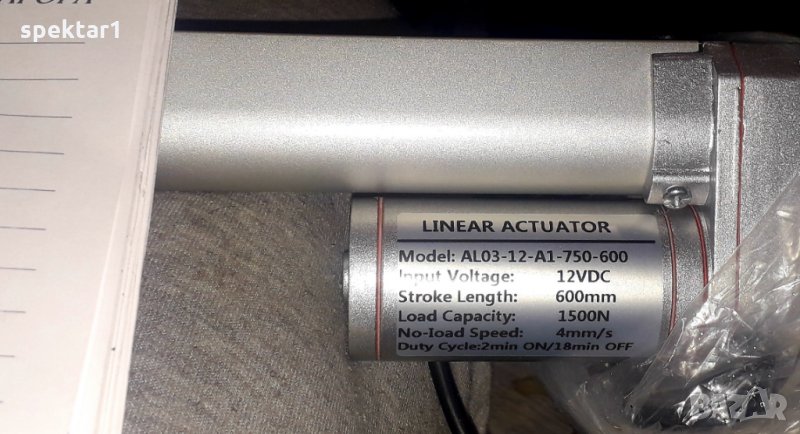 spektar1
LINEAR ACTUATOR
Model: AL03-12-A1-750-600
Input Voltage: 12VDC
Stroke Length: 600mm
Load Capacity: 1500N
No-load Speed: 4mm/s
Duty Cycle:2min ON/18min OFF
BAZAR